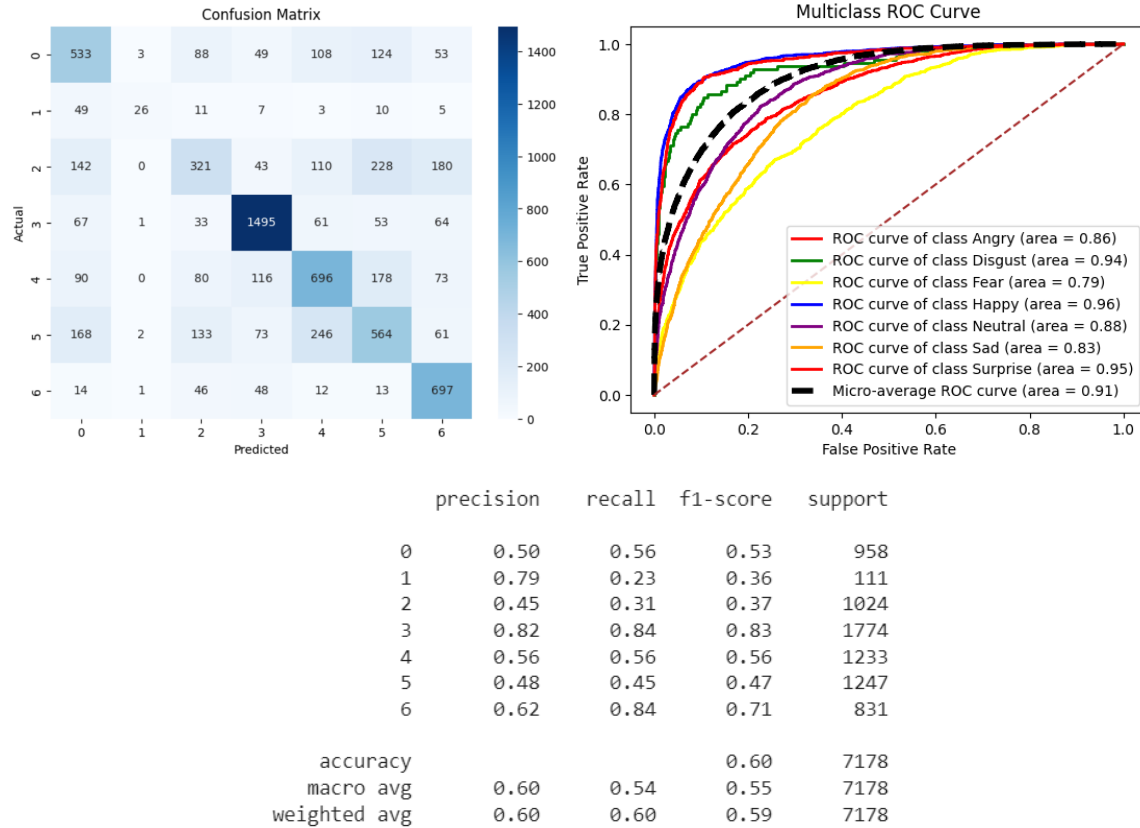 Confusion Matrix
0 533 3 88 49 108 124 53
1 49 26 11 7 3 10 5
2 142 0 321 43 110 228 180
3 67 1 33 1495 61 53 64
4 90 0 80 116 696 178 73
5 168 2 133 73 246 564 61
6 14 1 46 48 12 13 697
0 1 2 3 4 5 6
Actual
Predicted
1400
1200
1000
800
600
400
200
0
Multiclass ROC Curve
True Positive Rate
1.0
0.8
0.6
0.4
0.2
0.0
ROC curve of class Angry (area = 0.86)
ROC curve of class Disgust (area = 0.94)
ROC curve of class Fear (area = 0.79)
ROC curve of class Happy (area = 0.96)
ROC curve of class Neutral (area = 0.88)
ROC curve of class Sad (area = 0.83)
ROC curve of class Surprise (area = 0.95)
Micro-average ROC curve (area = 0.91)
0.0 0.2 0.4 0.6 0.8 1.0
False Positive Rate
precision recall f1-score support
0 0.50 0.56 0.53 958
1 0.79 0.23 0.36 111
2 0.45 0.31 0.37 1024
3 0.82 0.84 0.83 1774
4 0.56 0.56 0.56 1233
5 0.48 0.45 0.47 1247
6 0.62 0.84 0.71 831
accuracy 0.60 7178
macro avg 0.60 0.54 0.55 7178
weighted avg 0.60 0.60 0.59 7178